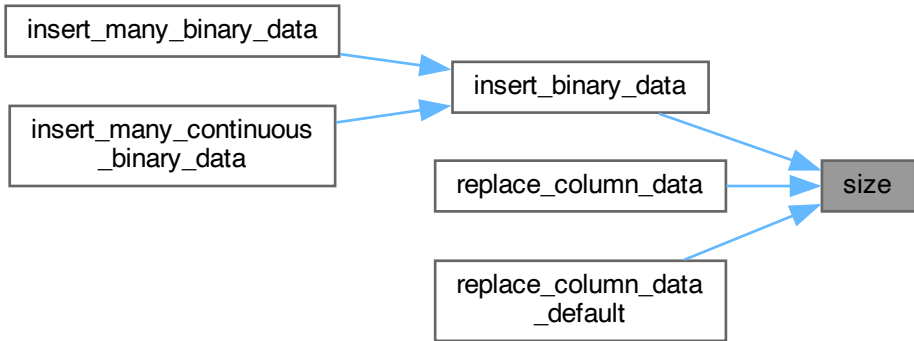 insert_many_binary_data
insert_many_continuous
_binary_data
insert_binary_data
replace_column_data
replace_column_data
_default
size